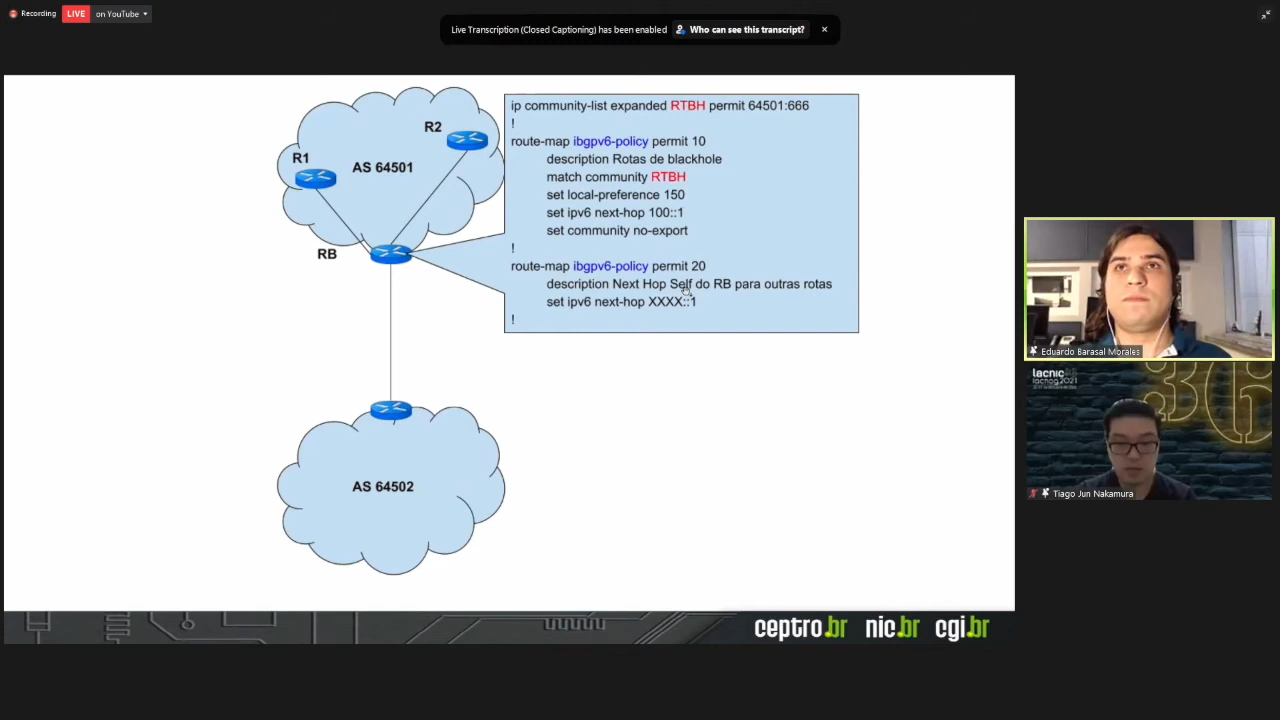 Recording
LIVE on YouTube
Live Transcription (Closed Captioning) has been enabled Who can see this transcript?
R2
R1
AS 64501
RB
ip community-list expanded RTBH permit 64501:666
!
route-map ibgpv6-policy permit 10
description Rotas de blackhole
match community RTBH
set local-preference 150
set ipv6 next-hop 100::1
set community no-export
!
route-map ibgpv6-policy permit 20
description Next Hop Self do RB para outras rotas
set ipv6 next-hop XXXX::1
!
AS 64502
ceptro.br nic.br cgi.br
Eduardo Barasal Morales
lacnic36
lacnog2021
36
Tiago Jun Nakamura